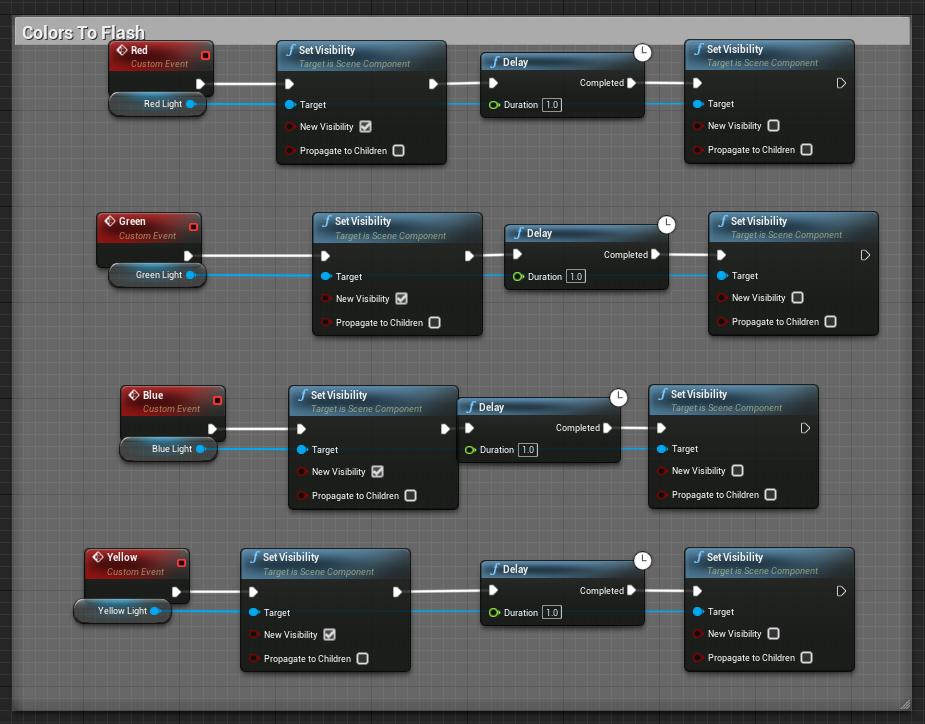 Colors To Flash
Red
Custom Event
Red Light
Set Visibility
Target is Scene Component
Target
New Visibility
Propagate to Children
Delay
Completed
Duration 1.0
Set Visibility
Target is Scene Component
Target
New Visibility
Propagate to Children
Green
Custom Event
Green Light
Set Visibility
Target is Scene Component
Target
New Visibility
Propagate to Children
Delay
Completed
Duration 1.0
Set Visibility
Target is Scene Component
Target
New Visibility
Propagate to Children
Blue
Custom Event
Blue Light
Set Visibility
Target is Scene Component
Target
New Visibility
Propagate to Children
Delay
Completed
Duration 1.0
Set Visibility
Target is Scene Component
Target
New Visibility
Propagate to Children
Yellow
Custom Event
Yellow Light
Set Visibility
Target is Scene Component
Target
New Visibility
Propagate to Children
Delay
Completed
Duration 1.0
Set Visibility
Target is Scene Component
Target
New Visibility
Propagate to Children